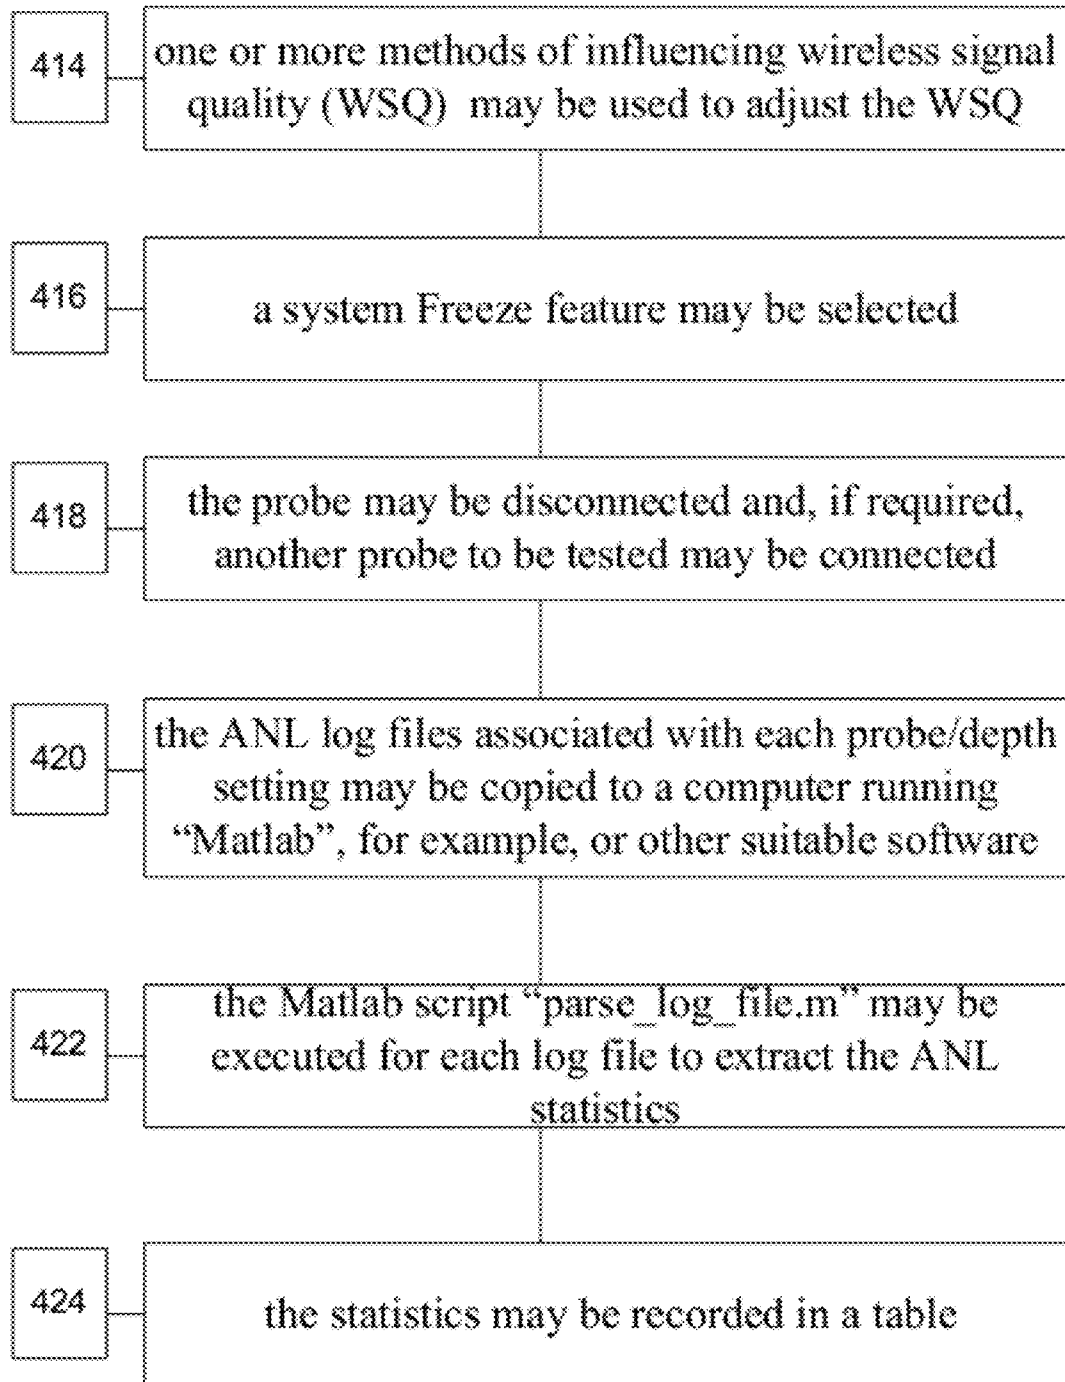 414
one or more methods of influencing wireless signal
quality (WSQ) may be used to adjust the WSQ
416
a system Freeze feature may be selected
418
the probe may be disconnected and, if required,
another probe to be tested may be connected
420
the ANL log files associated with each probe/depth
setting may be copied to a computer running
“Matlab”, for example, or other suitable software
422
the Matlab script “parse_log_file.m” may be
executed for each log file to extract the ANL
statistics
424
the statistics may be recorded in a table